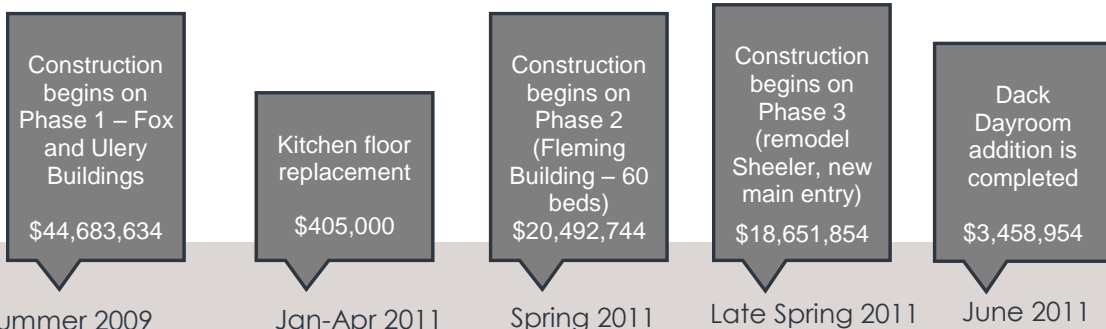 Construction
begins on
Phase 1 – Fox
and Ulery
Buildings
$44,683,634
Kitchen floor
replacement
$405,000
Construction
begins on
Phase 2
(Fleming
Building – 60
beds)
$20,492,744
Construction
begins on
Phase 3
(remodel
Sheeler, new
main entry)
$18,651,854
Dack
Dayroom
addition is
completed
$3,458,954
ummer 2009
Jan-Apr 2011
Spring 2011
Late Spring 2011
June 2011